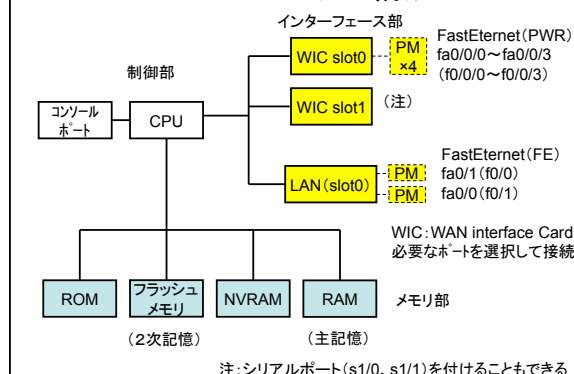 インターフェース部
FastEternet(PWR)
fa0/0/0～fa0/0/3
(f0/0/0～f0/0/3)
WIC slot0
PM
×4
制御部
コンソール
ポート
CPU
WIC slot1
(注)
FastEternet(FE)
LAN(slot0)
PM
fa0/1(f0/0)
PM
fa0/0(f0/1)
WIC:WAN interface Card
必要なポートを選択して接続
ROM
フラッシュ
メモリ
NVRAM
RAM
メモリ部
(2次記憶)
(主記憶)
注:シリアルポート(s1/0、s1/1)を付けることもできる